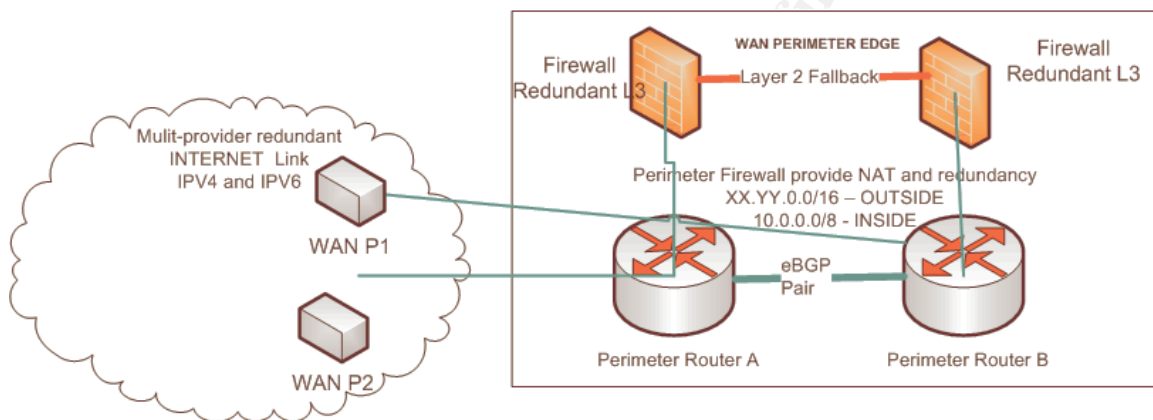 WAN PERIMETER EDGE
Firewall
Redundant L3
Layer 2 Fallback
Firewall
Redundant L3
Mulit-provider redundant
INTERNET Link
IPV4 and IPV6
WAN P1
WAN P2
Perimeter Firewall provide NAT and redundancy
XX.YY.0.0/16 – OUTSIDE
10.0.0.0/8 - INSIDE
eBGP
Pair
Perimeter Router A
Perimeter Router B